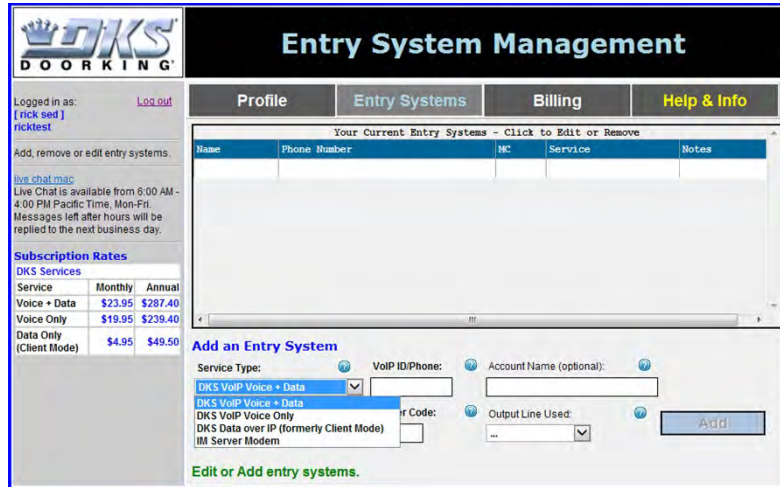 DKS
DOORKING
Entry System Management
Logged in as: Log out
[ rick sed ]
ricktest
Add, remove or edit entry systems.
live chat mac
Live Chat is available from 6:00 AM -
4:00 PM Pacific Time, Mon-Fri.
Messages left after hours will be
replied to the next business day.
Subscription Rates
DKS Services
Service Monthly Annual
Voice + Data $23.95 $287.40
Voice Only $19.95 $239.40
Data Only
(Client Mode) $4.95 $49.50
Profile Entry Systems Billing Help & Info
Your Current Entry Systems - Click to Edit or Remove
Name Phone Number MC Service Notes
Add an Entry System
Service Type: VoIP ID/Phone: Account Name (optional):
DKS VoIP Voice + Data
DKS VoIP Voice + Data
DKS VoIP Voice Only
DKS Data over IP (formerly Client Mode)
IM Server Modem
Code: Output Line Used:
...
Add
Edit or Add entry systems.